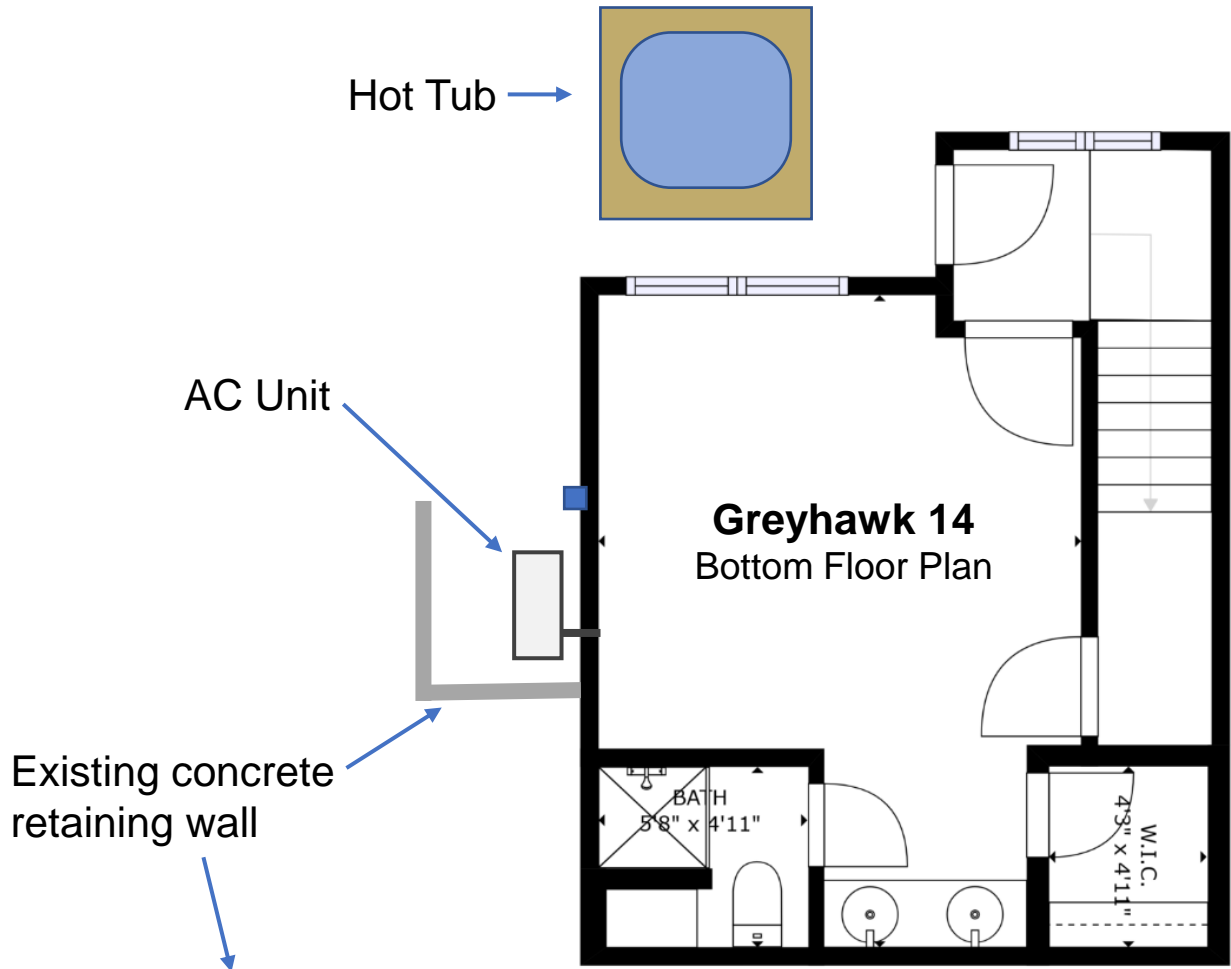 Hot Tub
AC Unit
Greyhawk 14
Bottom Floor Plan
Existing concrete
retaining wall
BATH
5'8" x 4'11"
W.I.C.
4'3" x 4'11"